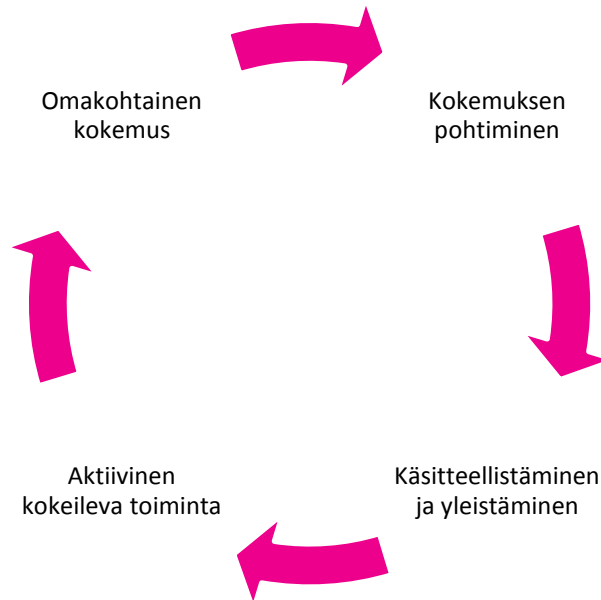 Omakohtainen
kokemus
Kokemuksen
pohtiminen
Käsitteellistäminen
ja yleistäminen
Aktiivinen
kokeileva toiminta